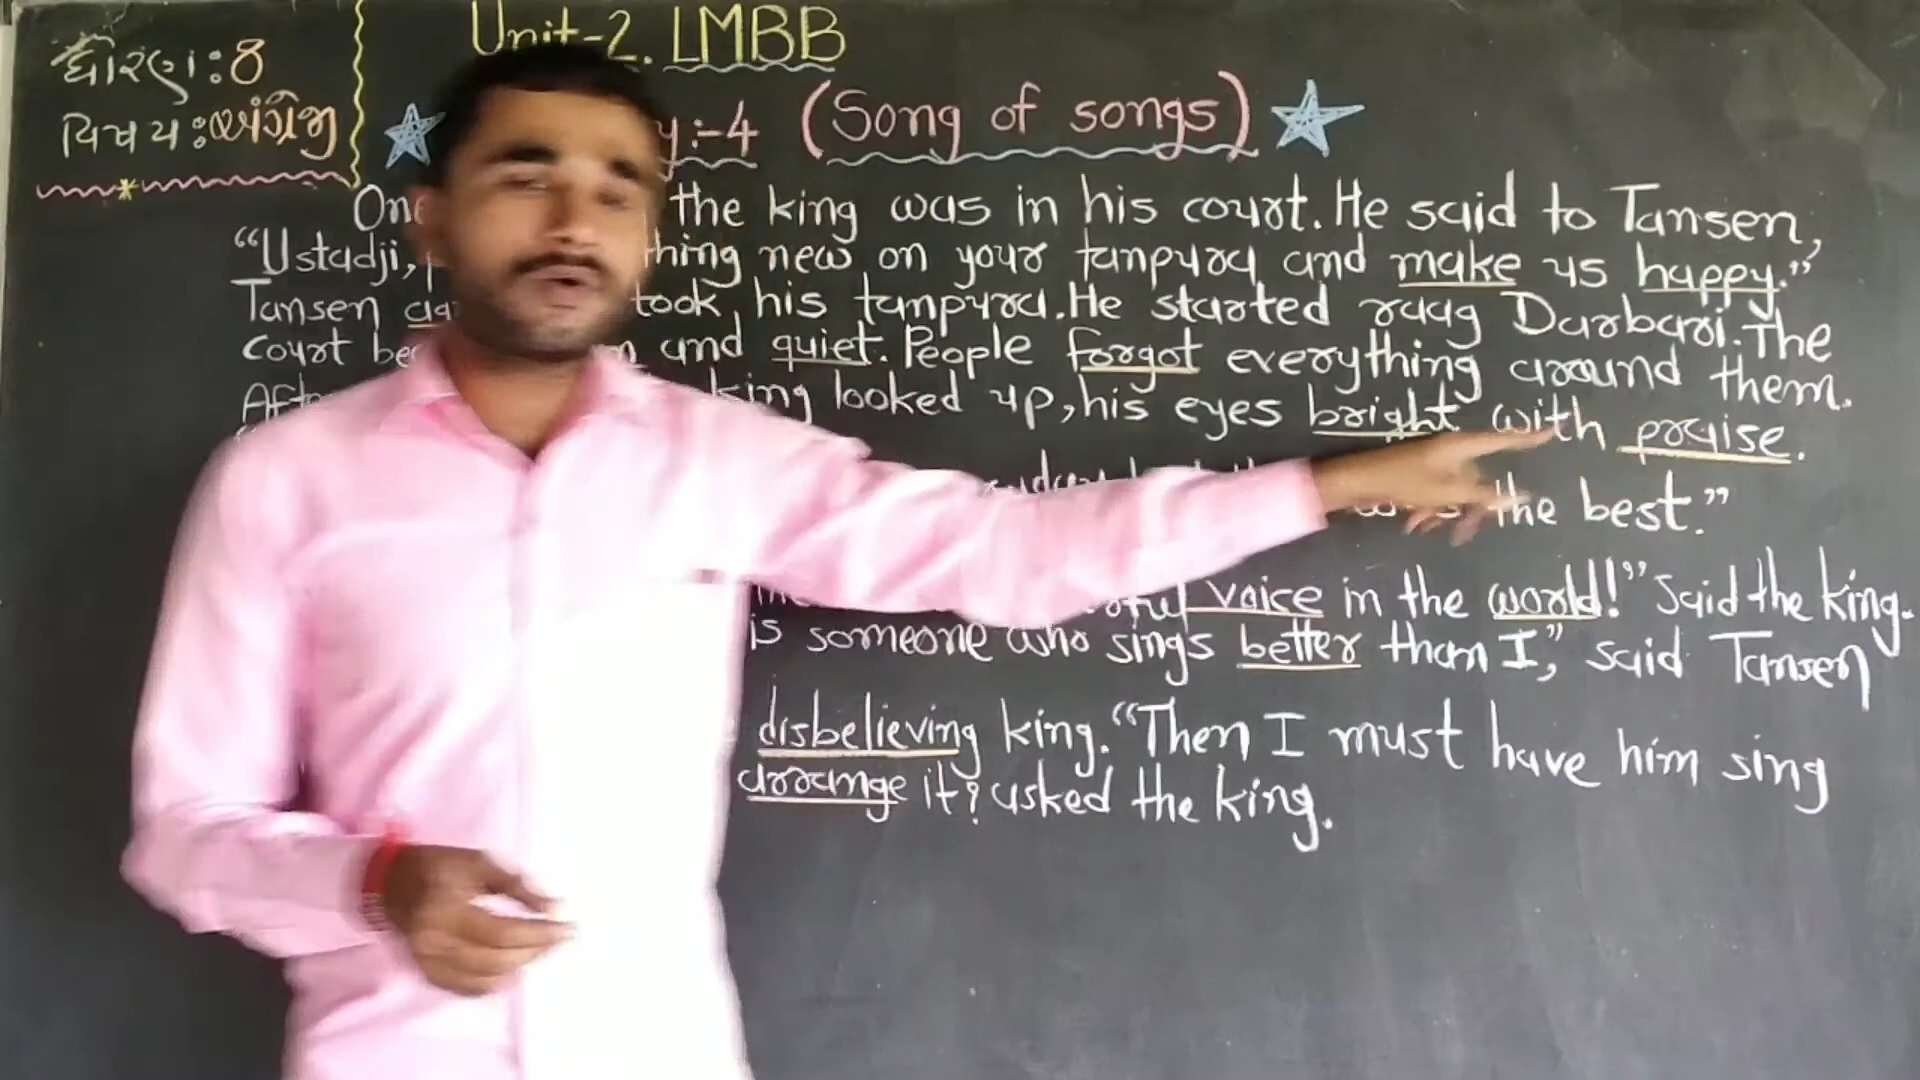 ધોરણ:8
વિષય:અંગ્રેજી
Unit-2. LMBB
y:-4 (Song of songs)
the king was in his court. He said to Tansen,
"Ustadji, thing new on your tanpura and make us happy."
Tansen took his tanpura. He started raag Darbari. The
court and quiet. People forgot everything around them.
king looked up, his eyes bright with praise.
the best."
voice in the world!" said the king.
is someone who sings better than I," said Tansen
disbelieving king. "Then I must have him sing
arrange it? asked the king.